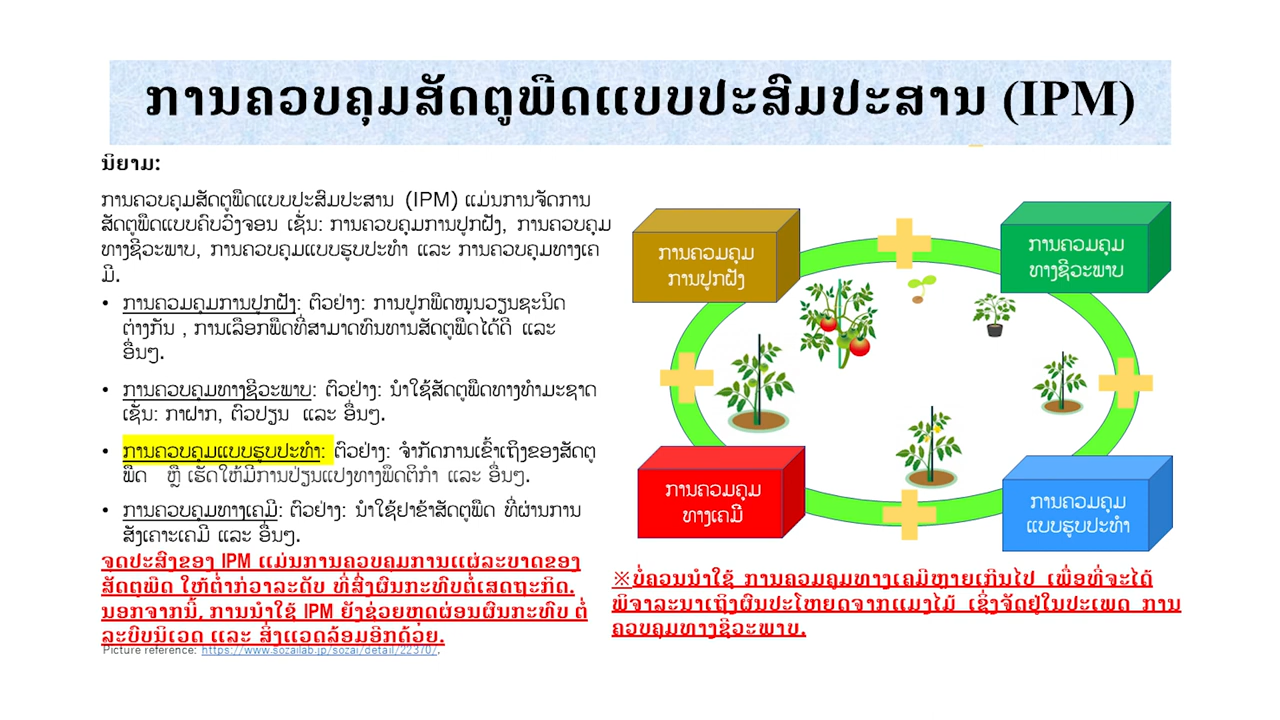 ການຄວບຄຸມສັດຕູພືດແບບປະສົມປະສານ (IPM)
ນິຍາມ:
ການຄວບຄຸມສັດຕູພືດແບບປະສົມປະສານ (IPM) ແມ່ນການຈັດການ
ສັດຕູພືດແບບຄົບວົງຈອນ ເຊັ່ນ: ການຄວບຄຸມການປູກຝັງ, ການຄວບຄຸມ
ທາງຊີວະພາບ, ການຄວບຄຸມແບບຮູບປະທຳ ແລະ ການຄວບຄຸມທາງເຄ
ມີ.
• ການຄວມຄຸມການປູກຝັງ: ຕົວຢ່າງ: ການປູກພືດໝຸນວຽນຊະນິດ
ຕ່າງກັນ , ການເລືອກພືດທີ່ສາມາດທົນທານສັດຕູພືດໄດ້ດີ ແລະ
ອື່ນໆ.
• ການຄວບຄຸມທາງຊີວະພາບ: ຕົວຢ່າງ: ນຳໃຊ້ສັດຕູພືດທາງທຳມະຊາດ
ເຊັ່ນ: ກາຝາກ, ຕົວປຽນ ແລະ ອື່ນໆ.
• ການຄວບຄຸມແບບຮູບປະທຳ: ຕົວຢ່າງ: ຈຳກັດການເຂົ້າເຖິງຂອງສັດຕູ
ພືດ ຫຼື ເຮັດໃຫ້ມີການປ່ຽນແປງທາງພຶດຕິກຳ ແລະ ອື່ນໆ.
• ການຄວບຄຸມທາງເຄມີ: ຕົວຢ່າງ: ນຳໃຊ້ຢາຂ້າສັດຕູພືດ ທີ່ຜ່ານການ
ສັງເຄາະເຄມີ ແລະ ອື່ນໆ.
ຈຸດປະສົງຂອງ IPM ແມ່ນການຄວບຄຸມການແຜ່ລະບາດຂອງ
ສັດຕູພືດ ໃຫ້ຕ່ຳກ່ວາລະດັບ ທີ່ສົ່ງຜົນກະທົບຕໍ່ເສດຖະກິດ.
ນອກຈາກນີ້, ການນຳໃຊ້ IPM ຍັງຊ່ວຍຫຼຸດຜ່ອນຜົນກະທົບ ຕໍ່
ລະບົບນິເວດ ແລະ ສິ່ງແວດລ້ອມອີກດ້ວຍ.
Picture reference: https://www.sozailab.jp/sozai/detail/22370/.
ການຄວມຄຸມ
ການປູກຝັງ
ການຄວມຄຸມ
ທາງຊີວະພາບ
ການຄວມຄຸມ
ທາງເຄມີ
ການຄວມຄຸມ
ແບບຮູບປະທຳ
※ບໍ່ຄວນນຳໃຊ້ ການຄວມຄຸມທາງເຄມີຫຼາຍເກີນໄປ ເພື່ອທີ່ຈະໄດ້
ພິຈາລະນາເຖິງຜົນປະໂຫຍດຈາກແມງໄມ້ ເຊິ່ງຈັດຢູ່ໃນປະເພດ ການ
ຄວບຄຸມທາງຊີວະພາບ.